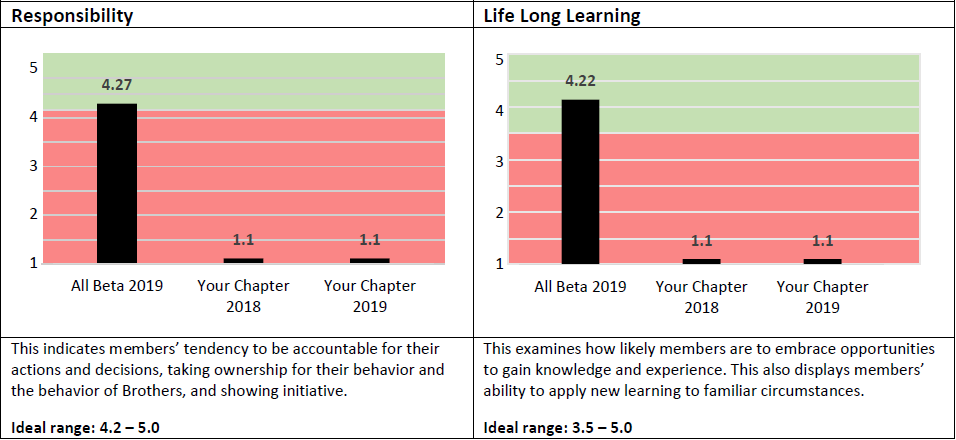 Responsibility
5
4.27
4
3
2
1.1
1.1
1
All Beta 2019
Your Chapter
2018
Your Chapter
2019
This indicates members’ tendency to be accountable for their
actions and decisions, taking ownership for their behavior and
the behavior of Brothers, and showing initiative.
Ideal range: 4.2 – 5.0
Life Long Learning
5
4.22
4
3
2
1.1
1.1
1
All Beta 2019
Your Chapter
2018
Your Chapter
2019
This examines how likely members are to embrace opportunities
to gain knowledge and experience. This also displays members’
ability to apply new learning to familiar circumstances.
Ideal range: 3.5 – 5.0